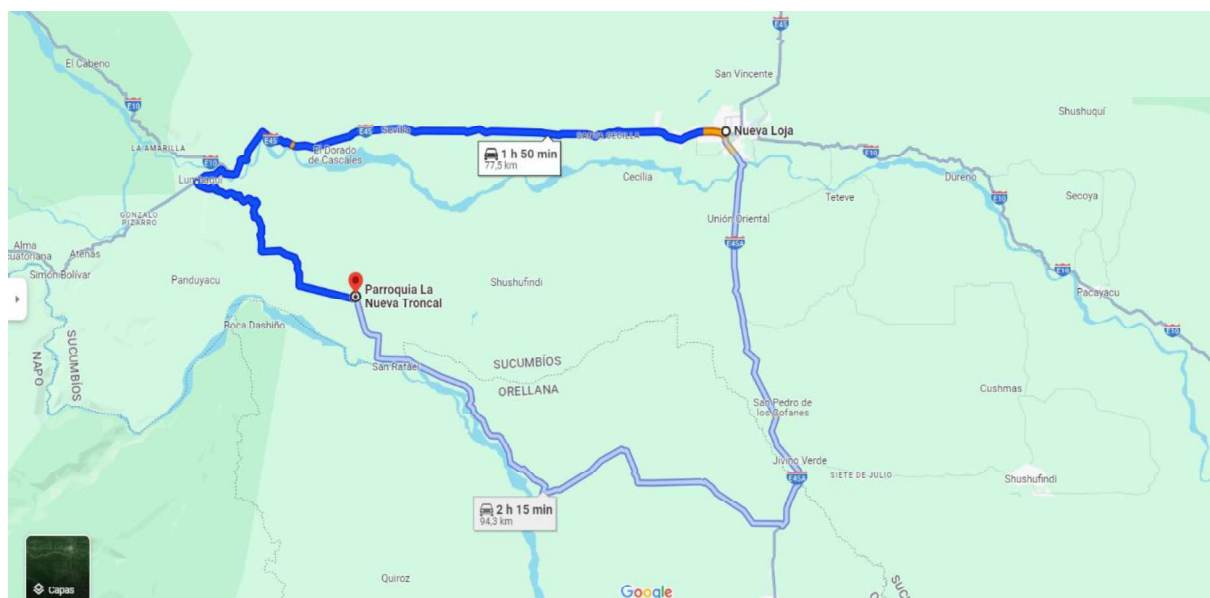 E45
El Cabeno
San Vicente
E10
Shushuquí
Nueva Loja
E45
Sevilla
E45
LA AMARILLA
El Dorado
de Cascales
1 h 50 min
77,5 km
E10
E10
Lumbaqui
Cecilia
Dureno
Teteve
Secoya
E10
GONZALO
PIZARRO
Unión Oriental
E45A
Alma
Ecuatoriana
Atenas
Simón Bolívar
Panduyacu
Shushufindi
E10
Parroquia La
Nueva Troncal
Pacayacu
E10
Boca Dashiño
SUCUMBÍOS
NAPO
SUCUMBÍOS
San Rafael
ORELLANA
Cushmas
San Pedro de
los Cofanes
Jivino Verde
E45A
SIETE DE JULIO
Shushufindi
2 h 15 min
94,3 km
Capas
Quiroz
Google